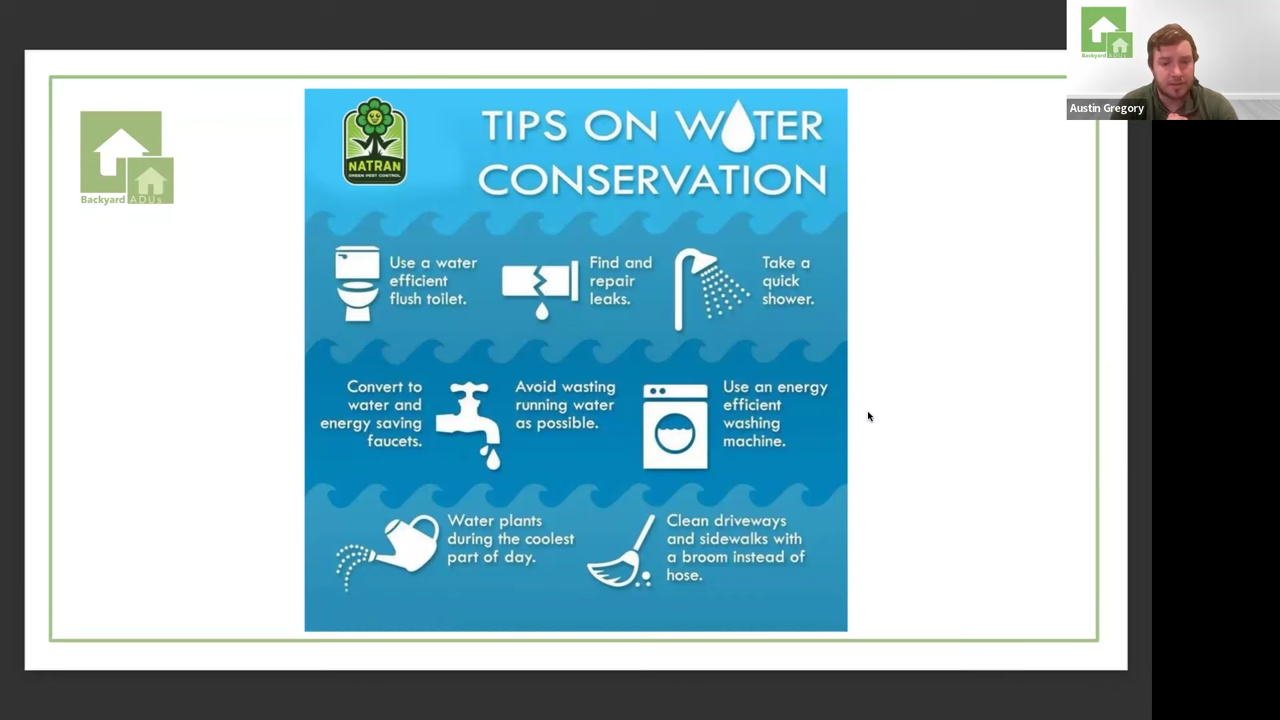 Austin Gregory
Backyard ADUs
Backyard ADUs
NATRAN
GREEN PEST CONTROL
TIPS ON WATER
CONSERVATION
Use a water
efficient
flush toilet.
Find and
repair
leaks.
Take a
quick
shower.
Convert to
water and
energy saving
faucets.
Avoid wasting
running water
as possible.
Use an energy
efficient
washing
machine.
Water plants
during the coolest
part of day.
Clean driveways
and sidewalks with
a broom instead of
hose.